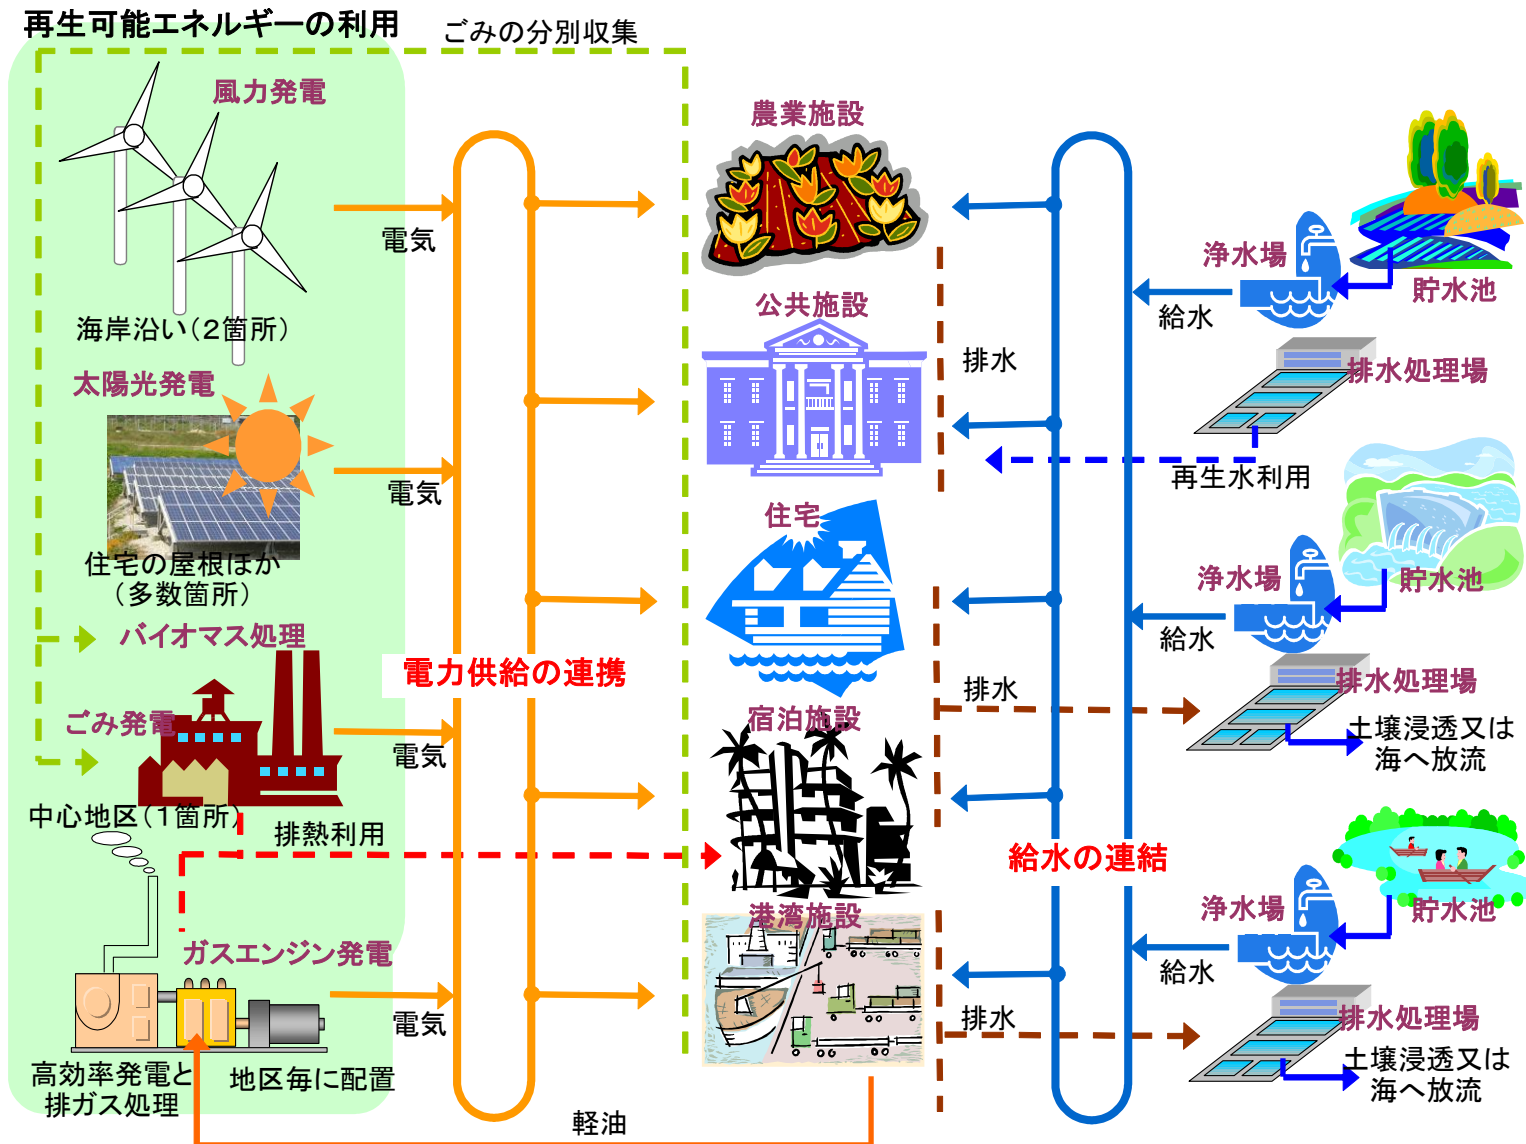 再生可能エネルギーの利用
ごみの分別収集
風力発電
電気
海岸沿い（2箇所）
太陽光発電
電気
住宅の屋根ほか
（多数箇所）
バイオマス処理
ごみ発電
電気
中心地区（1箇所）
排熱利用
ガスエンジン発電
電気
高効率発電と
排ガス処理
地区毎に配置
軽油
電力供給の連携
農業施設
公共施設
住宅
宿泊施設
港湾施設
排水
排水
排水
給水の連結
浄水場
貯水池
給水
排水処理場
再生水利用
浄水場
貯水池
給水
排水処理場
土壌浸透又は
海へ放流
浄水場
貯水池
給水
排水処理場
土壌浸透又は
海へ放流